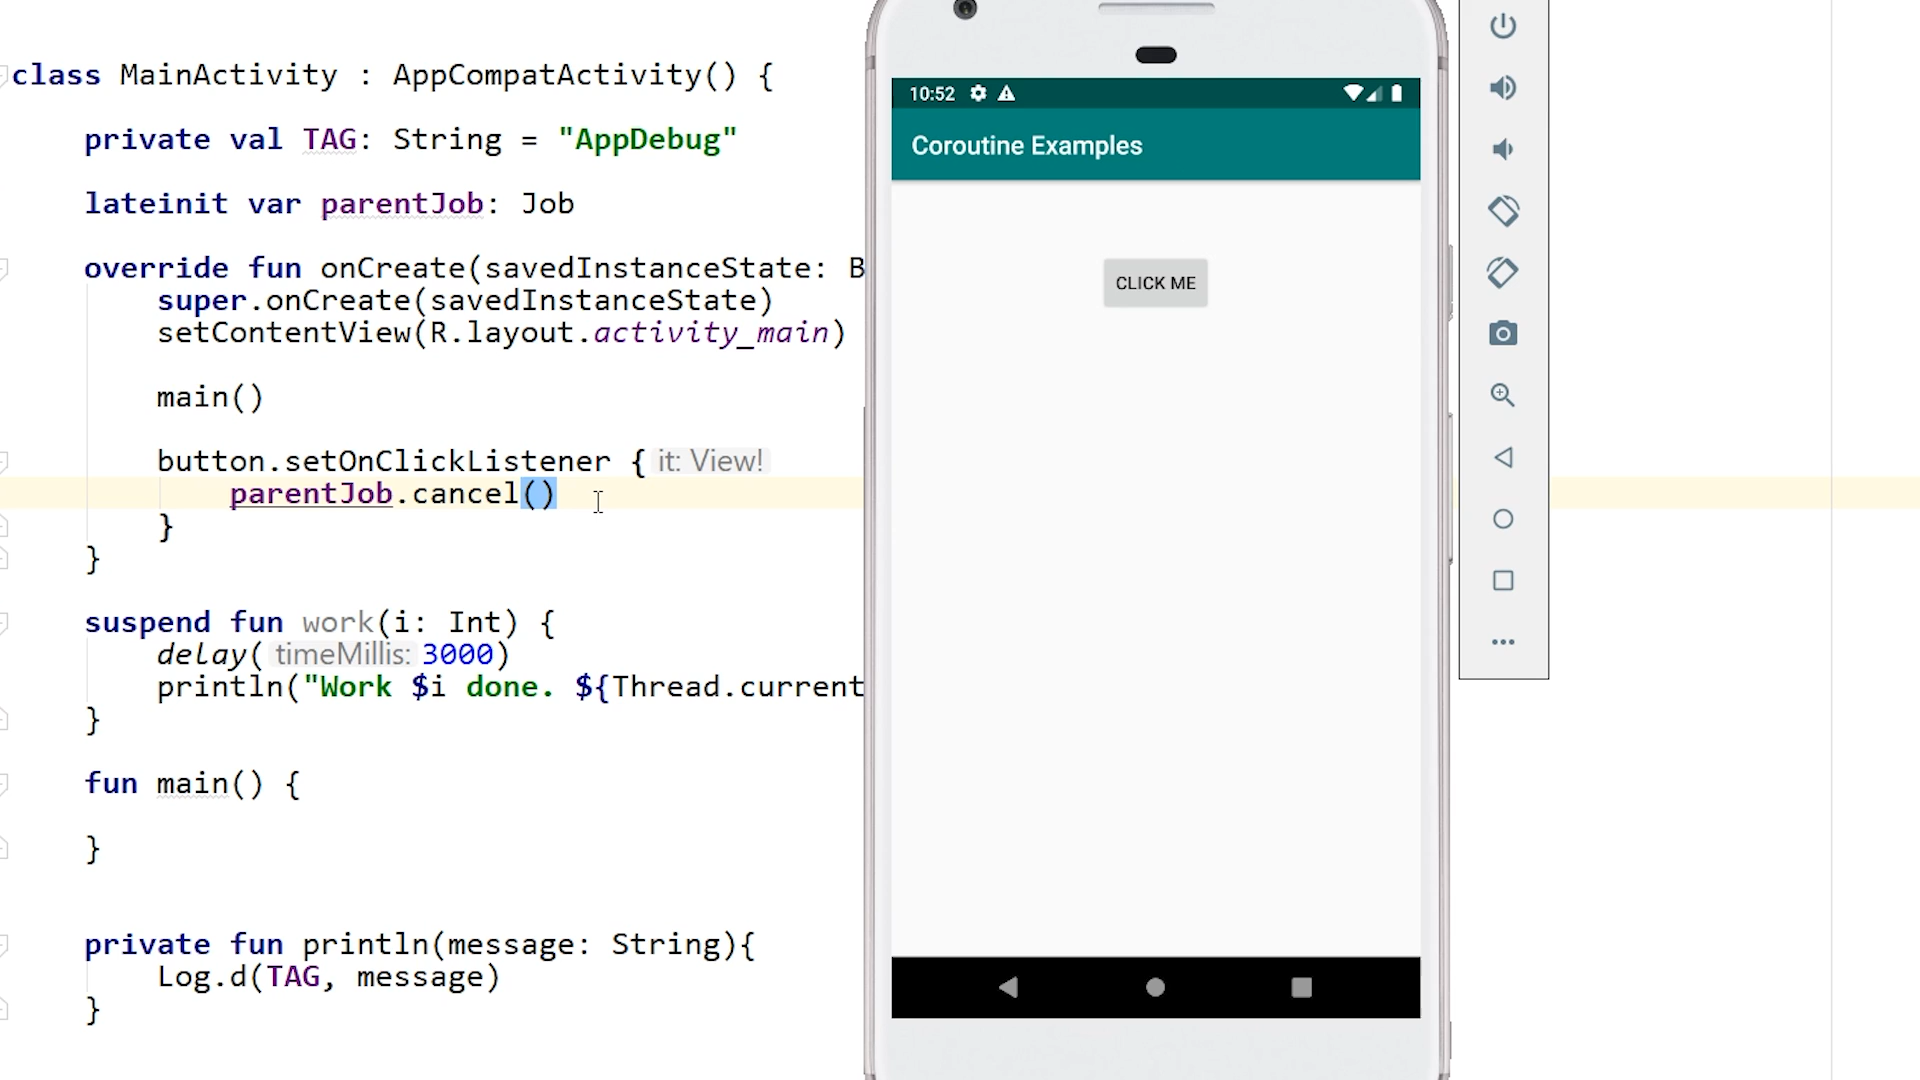 class MainActivity : AppCompatActivity() {
private val TAG: String = "AppDebug"
lateinit var parentJob: Job
override fun onCreate(savedInstanceState: B
super.onCreate(savedInstanceState)
setContentView(R.layout.activity_main)
main()
button.setOnClickListener { it: View!
parentJob.cancel()
}
}
suspend fun work(i: Int) {
delay( timeMillis: 3000)
println("Work $i done. ${Thread.current
}
fun main() {
}
private fun println(message: String){
Log.d(TAG, message)
}
10:52
Coroutine Examples
CLICK ME